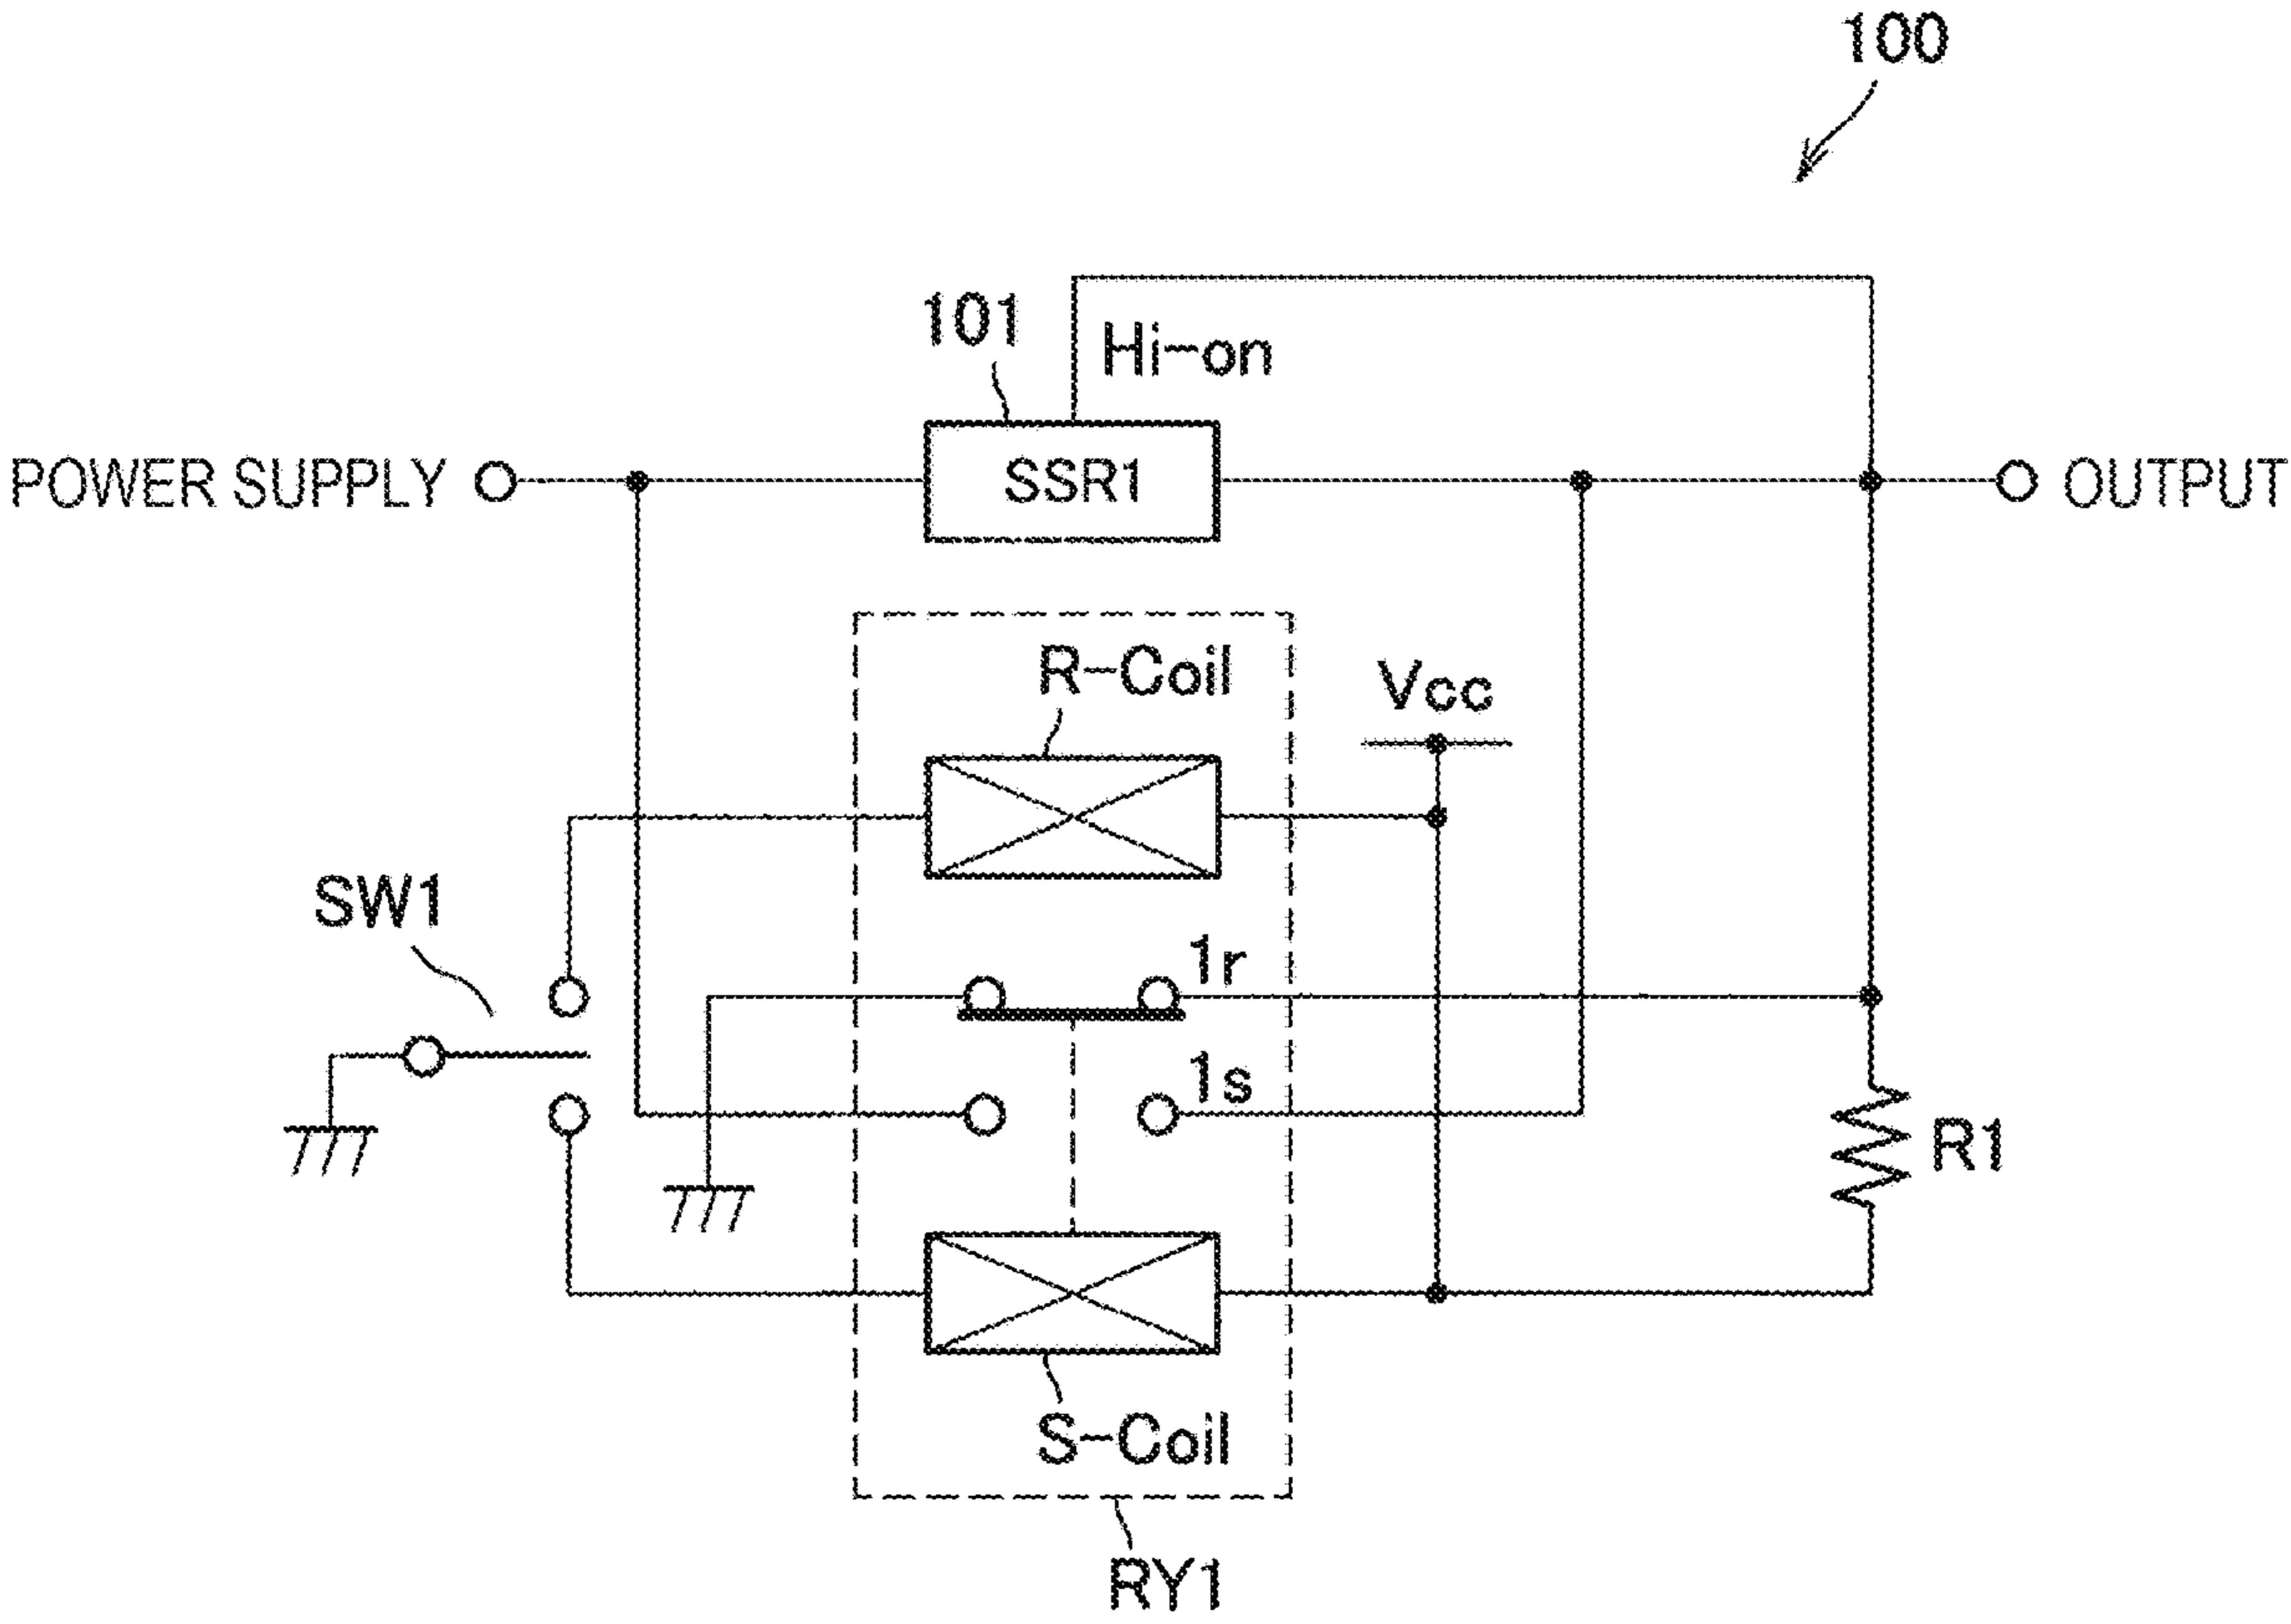 100
101
Hi-on
POWER SUPPLY
SSR1
OUTPUT
R-Coil
Vcc
SW1
1r
1s
R1
S-Coil
RY1